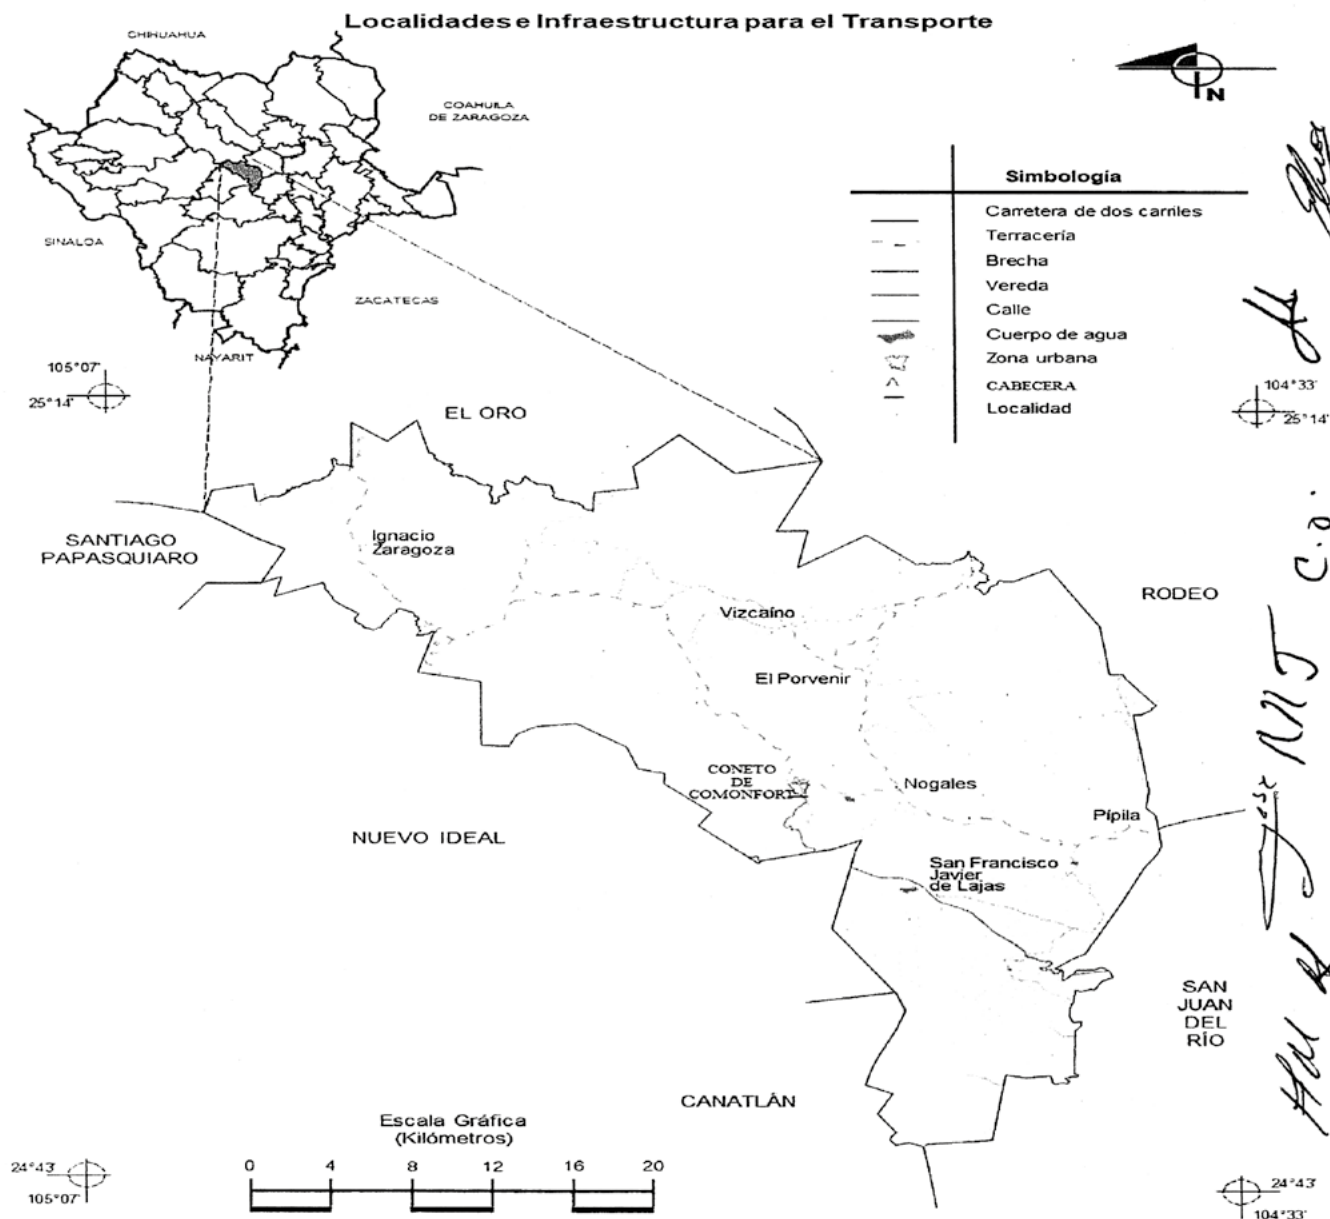 Localidades e Infraestructura para el Transporte
CHIHUAHUA
COAHUILA
DE ZARAGOZA
SINALOA
ZACATECAS
NAYARIT
N
Simbología
Carretera de dos carriles
Terracería
Brecha
Vereda
Calle
Cuerpo de agua
Zona urbana
CABECERA
Localidad
105°07'
25°14'
104°33'
25°14'
EL ORO
SANTIAGO
PAPASQUIARO
Ignacio
Zaragoza
RODEO
Vizcaíno
El Porvenir
CONETO
DE
COMONFORT
Nogales
Pípila
NUEVO IDEAL
San Francisco
Javier
de Lajas
SAN
JUAN
DEL
RÍO
CANATLÁN
Escala Gráfica
(Kilómetros)
0 4 8 12 16 20
24°43'
105°07'
24°43'
104°33'